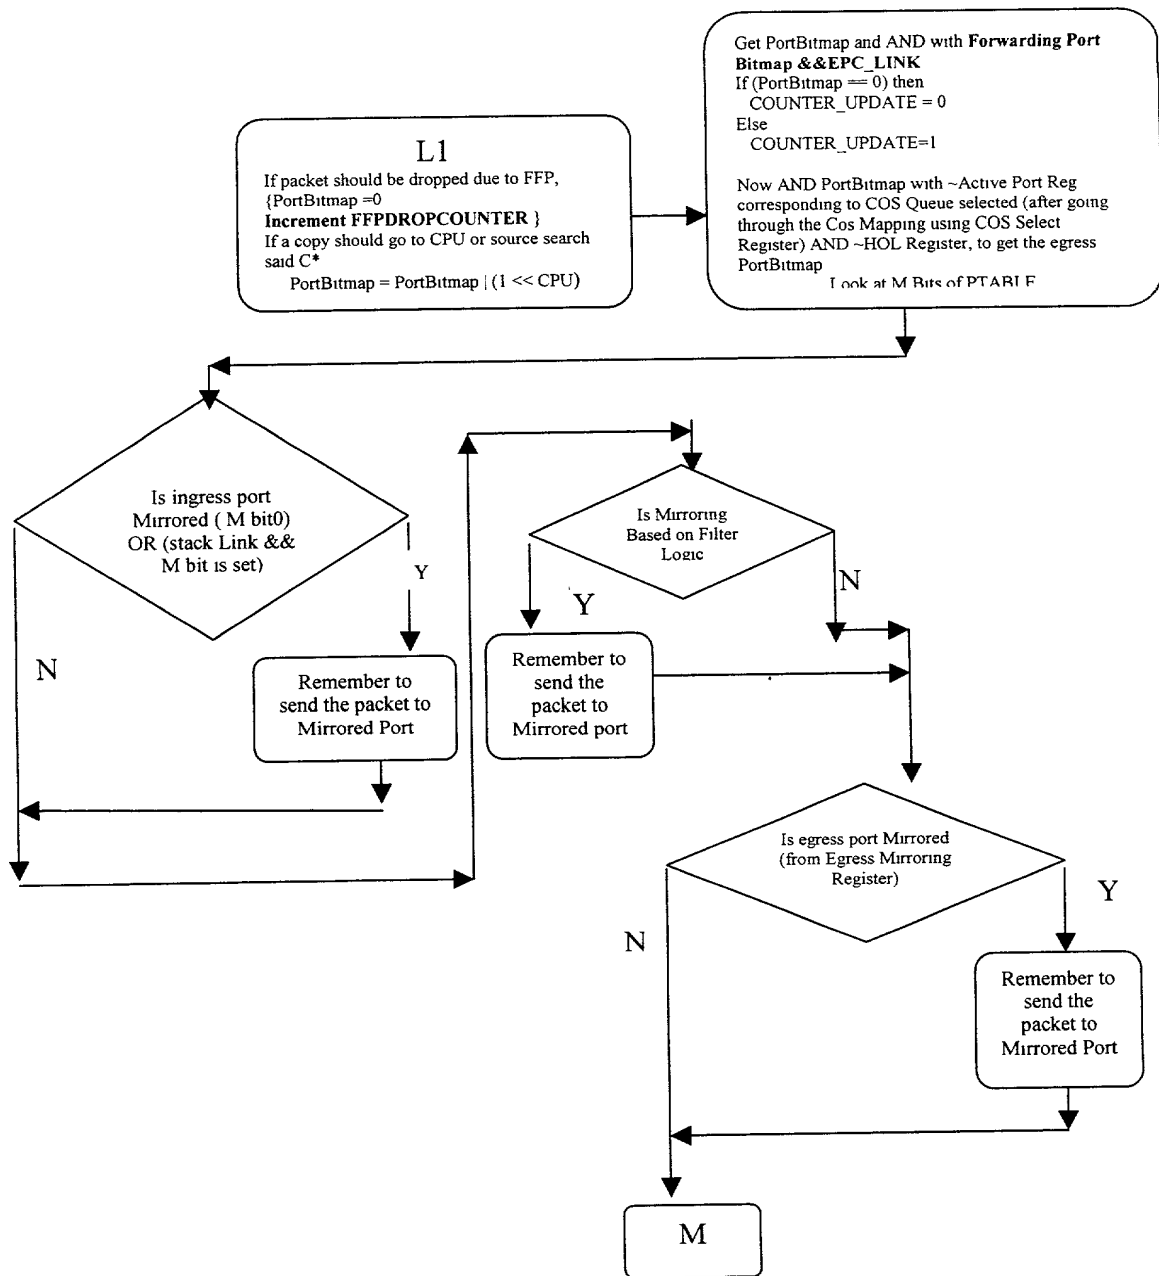 Get PortBitmap and AND with Forwarding Port
Bitmap &&EPC_LINK
If (PortBitmap == 0) then
COUNTER_UPDATE = 0
Else
COUNTER_UPDATE=1
Now AND PortBitmap with ~Active Port Reg
corresponding to COS Queue selected (after going
through the Cos Mapping using COS Select
Register) AND ~HOL Register, to get the egress
PortBitmap
Look at M Bits of PTABLE
L1
If packet should be dropped due to FFP,
{PortBitmap =0
Increment FFPDROPCOUNTER }
If a copy should go to CPU or source search
said C*
PortBitmap = PortBitmap | (1 << CPU)
Is ingress port
Mirrored ( M bit0)
OR (stack Link &&
M bit is set)
Y
N
Remember to
send the packet to
Mirrored Port
Is Mirroring
Based on Filter
Logic
Y
N
Remember to
send the
packet to
Mirrored port
Is egress port Mirrored
(from Egress Mirroring
Register)
Y
N
Remember to
send the
packet to
Mirrored Port
M